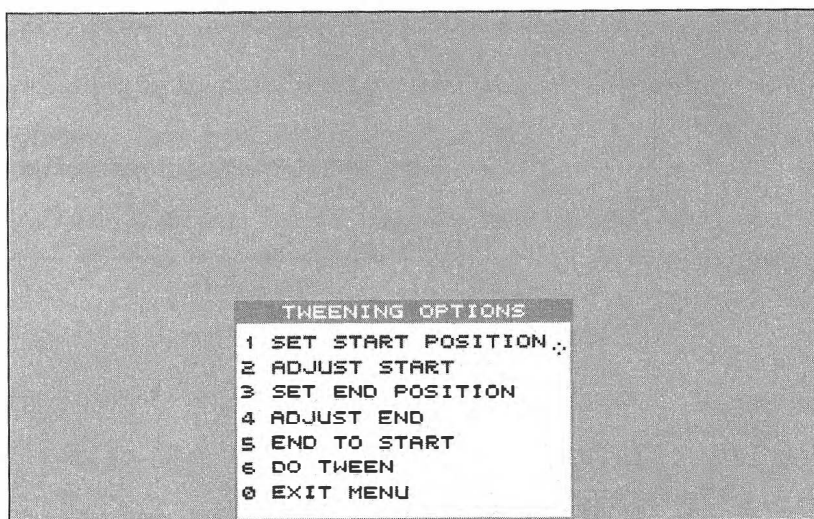 TWEENING OPTIONS
1 SET START POSITION
2 ADJUST START
3 SET END POSITION
4 ADJUST END
5 END TO START
6 DO TWEEN
0 EXIT MENU